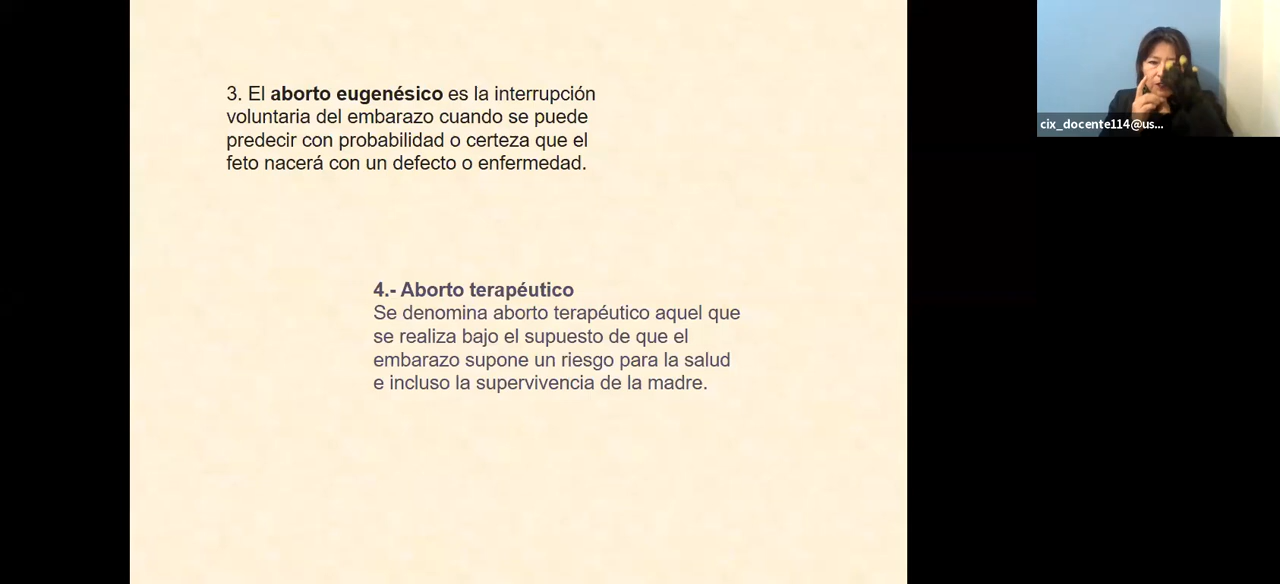 3. El aborto eugenésico es la interrupción
voluntaria del embarazo cuando se puede
predecir con probabilidad o certeza que el
feto nacerá con un defecto o enfermedad.
4.- Aborto terapéutico
Se denomina aborto terapéutico aquel que
se realiza bajo el supuesto de que el
embarazo supone un riesgo para la salud
e incluso la supervivencia de la madre.
cix_docente114@us...